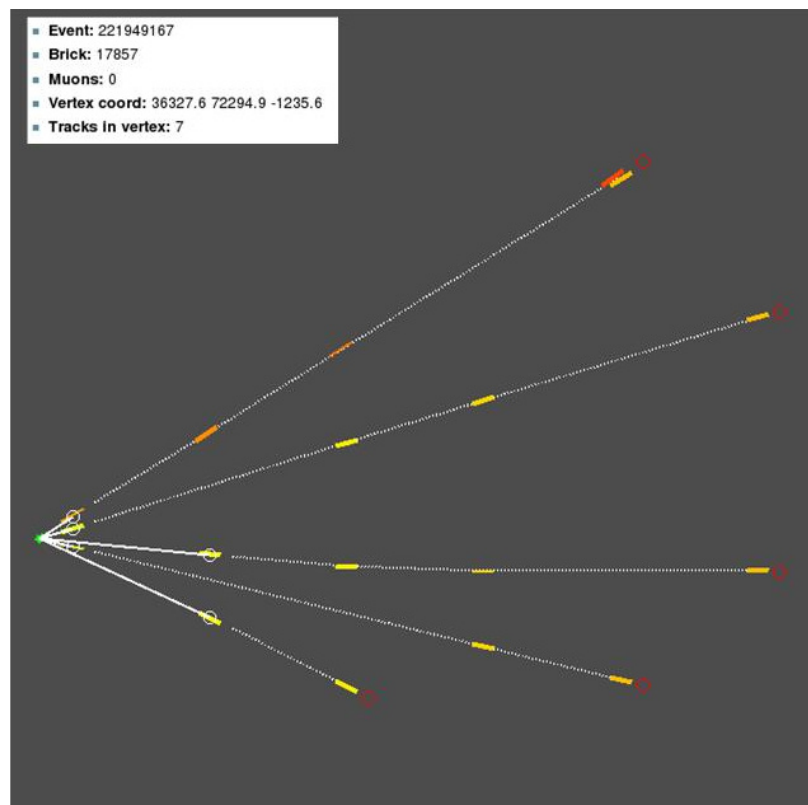 Event: 221949167
Brick: 17857
Muons: 0
Vertex coord: 36327.6 72294.9 -1235.6
Tracks in vertex: 7